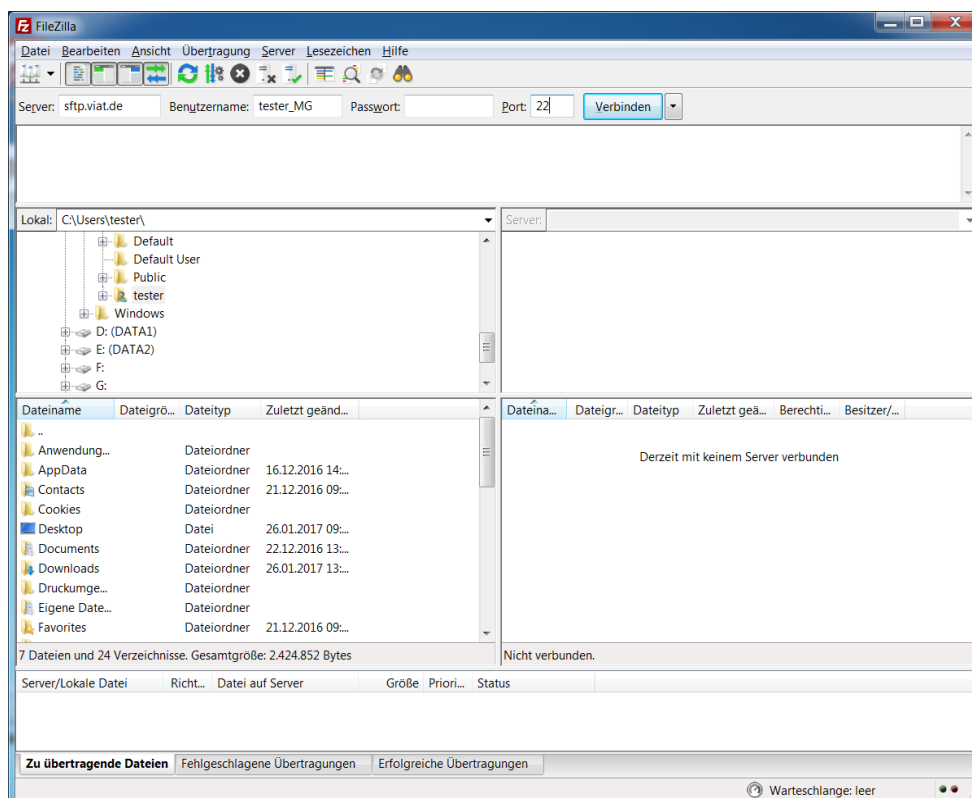 FileZilla
Datei Bearbeiten Ansicht Übertragung Server Lesezeichen Hilfe
Server: sftp.viat.de Benutzername: tester_MG Passwort: Port: 22 Verbinden
Lokal: C:\Users\tester\ Server:
Default
Default User
Public
tester
Windows
D: (DATA1)
E: (DATA2)
F:
G:
Dateiname Dateigrö... Dateityp Zuletzt geänd... Dateina... Dateigr... Dateityp Zuletzt geä... Berechti... Besitzer/...
..
Anwendung... Dateiordner
AppData Dateiordner 16.12.2016 14:...
Contacts Dateiordner 21.12.2016 09:...
Cookies Dateiordner
Desktop Datei 26.01.2017 09:...
Documents Dateiordner 22.12.2016 13:...
Downloads Dateiordner 26.01.2017 13:...
Druckumge... Dateiordner
Eigene Date... Dateiordner
Favorites Dateiordner 21.12.2016 09:...
Derzeit mit keinem Server verbunden
7 Dateien und 24 Verzeichnisse. Gesamtgröße: 2.424.852 Bytes Nicht verbunden.
Server/Lokale Datei Richt... Datei auf Server Größe Priori... Status
Zu übertragende Dateien Fehlgeschlagene Übertragungen Erfolgreiche Übertragungen
Warteschlange: leer